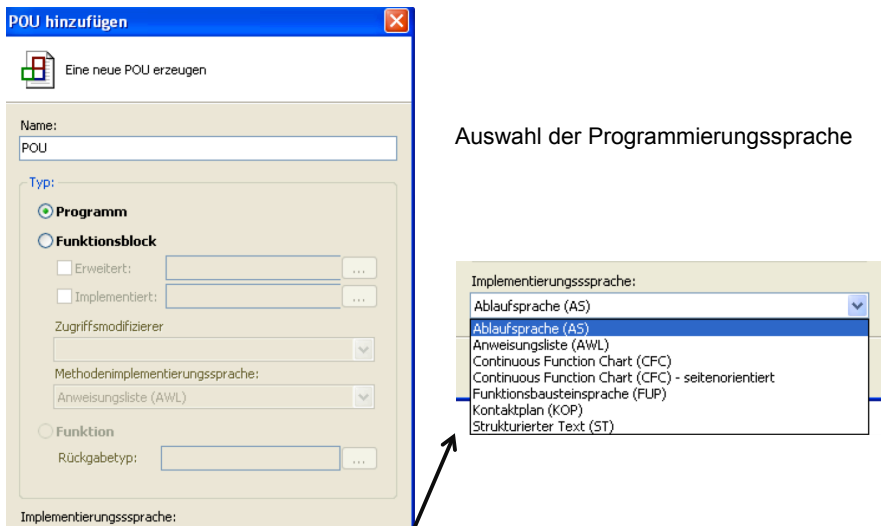 POU hinzufügen
Eine neue POU erzeugen
Name:
POU
Typ:
Programm
Funktionsblock
Erweitert:
...
Implementiert:
...
Zugriffsmodifizierer
Methodenimplementierungssprache:
Anweisungsliste (AWL)
Funktion
Rückgabetyp:
...
Implementierungsssprache:
Auswahl der Programmierungssprache
Implementierungsssprache:
Ablaufsprache (AS)
Ablaufsprache (AS)
Anweisungsliste (AWL)
Continuous Function Chart (CFC)
Continuous Function Chart (CFC) - seitenorientiert
Funktionsbausteinsprache (FUP)
Kontaktplan (KOP)
Strukturierter Text (ST)